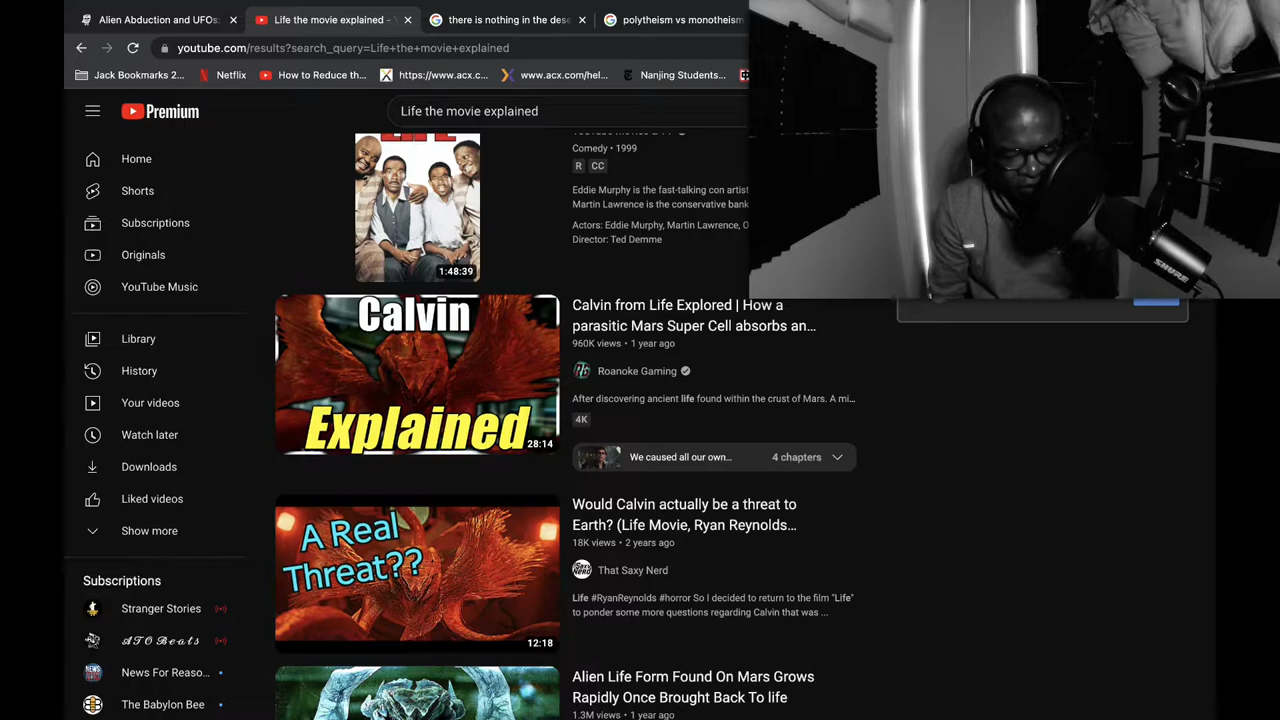 Alien Abduction and UFOs:
Life the movie explained - Y
there is nothing in the dese
polytheism vs monotheism
youtube.com/results?search_query=Life+the+movie+explained
Jack Bookmarks 2...
Netflix
How to Reduce th...
https://www.acx.c...
www.acx.com/hel...
Nanjing Students...
Premium
Life the movie explained
Home
Shorts
Subscriptions
Originals
YouTube Music
Library
History
Your videos
Watch later
Downloads
Liked videos
Show more
Subscriptions
Stranger Stories
ATO Beats
News For Reaso...
The Babylon Bee
LIFE
1:48:39
Comedy • 1999
R CC
Eddie Murphy is the fast-talking con artist
Martin Lawrence is the conservative bank
Actors: Eddie Murphy, Martin Lawrence, O
Director: Ted Demme
Calvin
Explained
28:14
Calvin from Life Explored | How a
parasitic Mars Super Cell absorbs an...
960K views • 1 year ago
Roanoke Gaming
After discovering ancient life found within the crust of Mars. A mi...
4K
We caused all our own...
4 chapters
A Real
Threat??
12:18
Would Calvin actually be a threat to
Earth? (Life Movie, Ryan Reynolds...
18K views • 2 years ago
That Saxy Nerd
Life #RyanReynolds #horror So I decided to return to the film "Life"
to ponder some more questions regarding Calvin that was ...
Alien Life Form Found On Mars Grows
Rapidly Once Brought Back To life
1.3M views • 1 year ago
SHURE